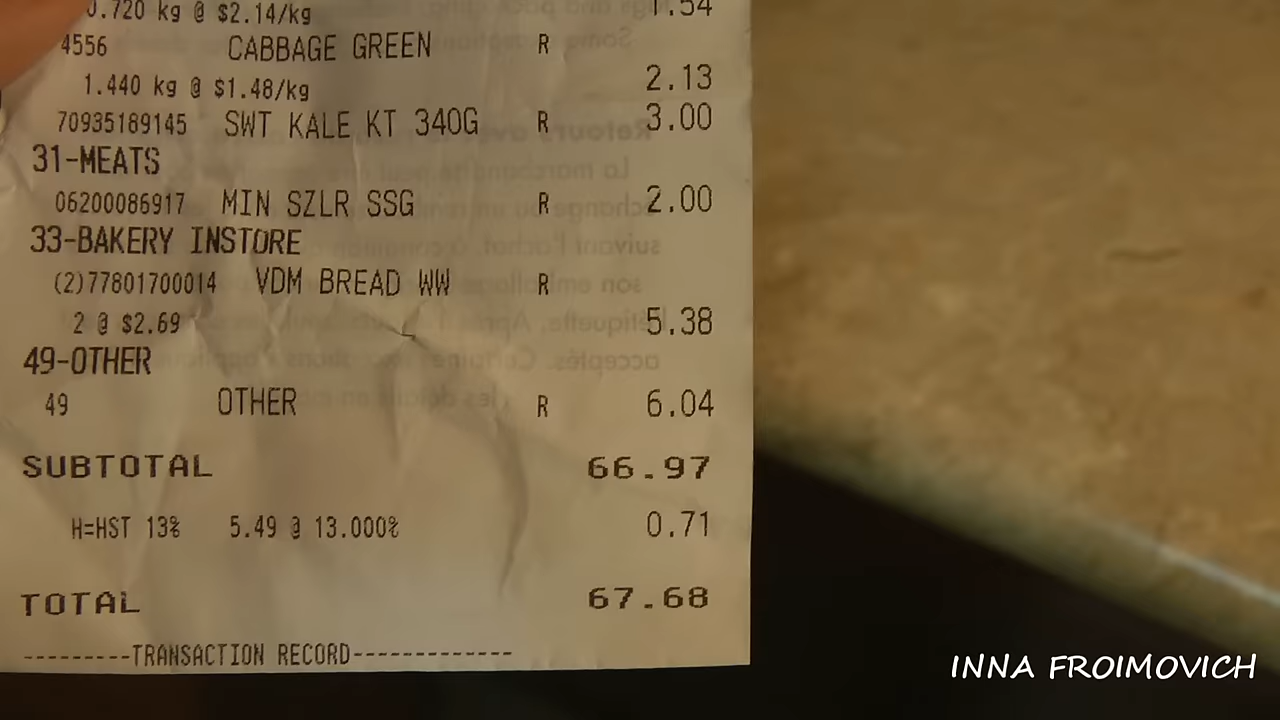 0.720 kg @ $2.14/kg 1.54
4556 CABBAGE GREEN R
1.440 kg @ $1.48/kg 2.13
70935189145 SWT KALE KT 340G R 3.00
31-MEATS
06200086917 MIN SZLR SSG R 2.00
33-BAKERY INSTORE
(2)77801700014 VDM BREAD WW R
2 @ $2.69 5.38
49-OTHER
49 OTHER R 6.04
SUBTOTAL 66.97
H=HST 13% 5.49 @ 13.000% 0.71
TOTAL 67.68
---------TRANSACTION RECORD-------------
INNA FROIMOVICH